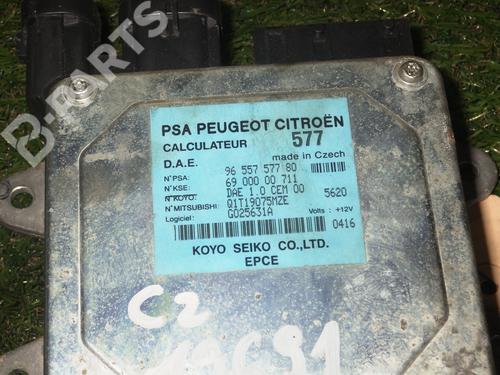 B-PARTS
PSA PEUGEOT CITROËN
CALCULATEUR 577
D.A.E. made in Czech
N°PSA: 96 557 577 80
N°KSE: 69 000 00 711
N°KOYO: DAE 1.0 CEM 00 5620
N°MITSUBISHI: Q1T19075MZE
Logiciel: G025631A Volts : +12V
0416
KOYO SEIKO CO.,LTD.
EPCE
C2